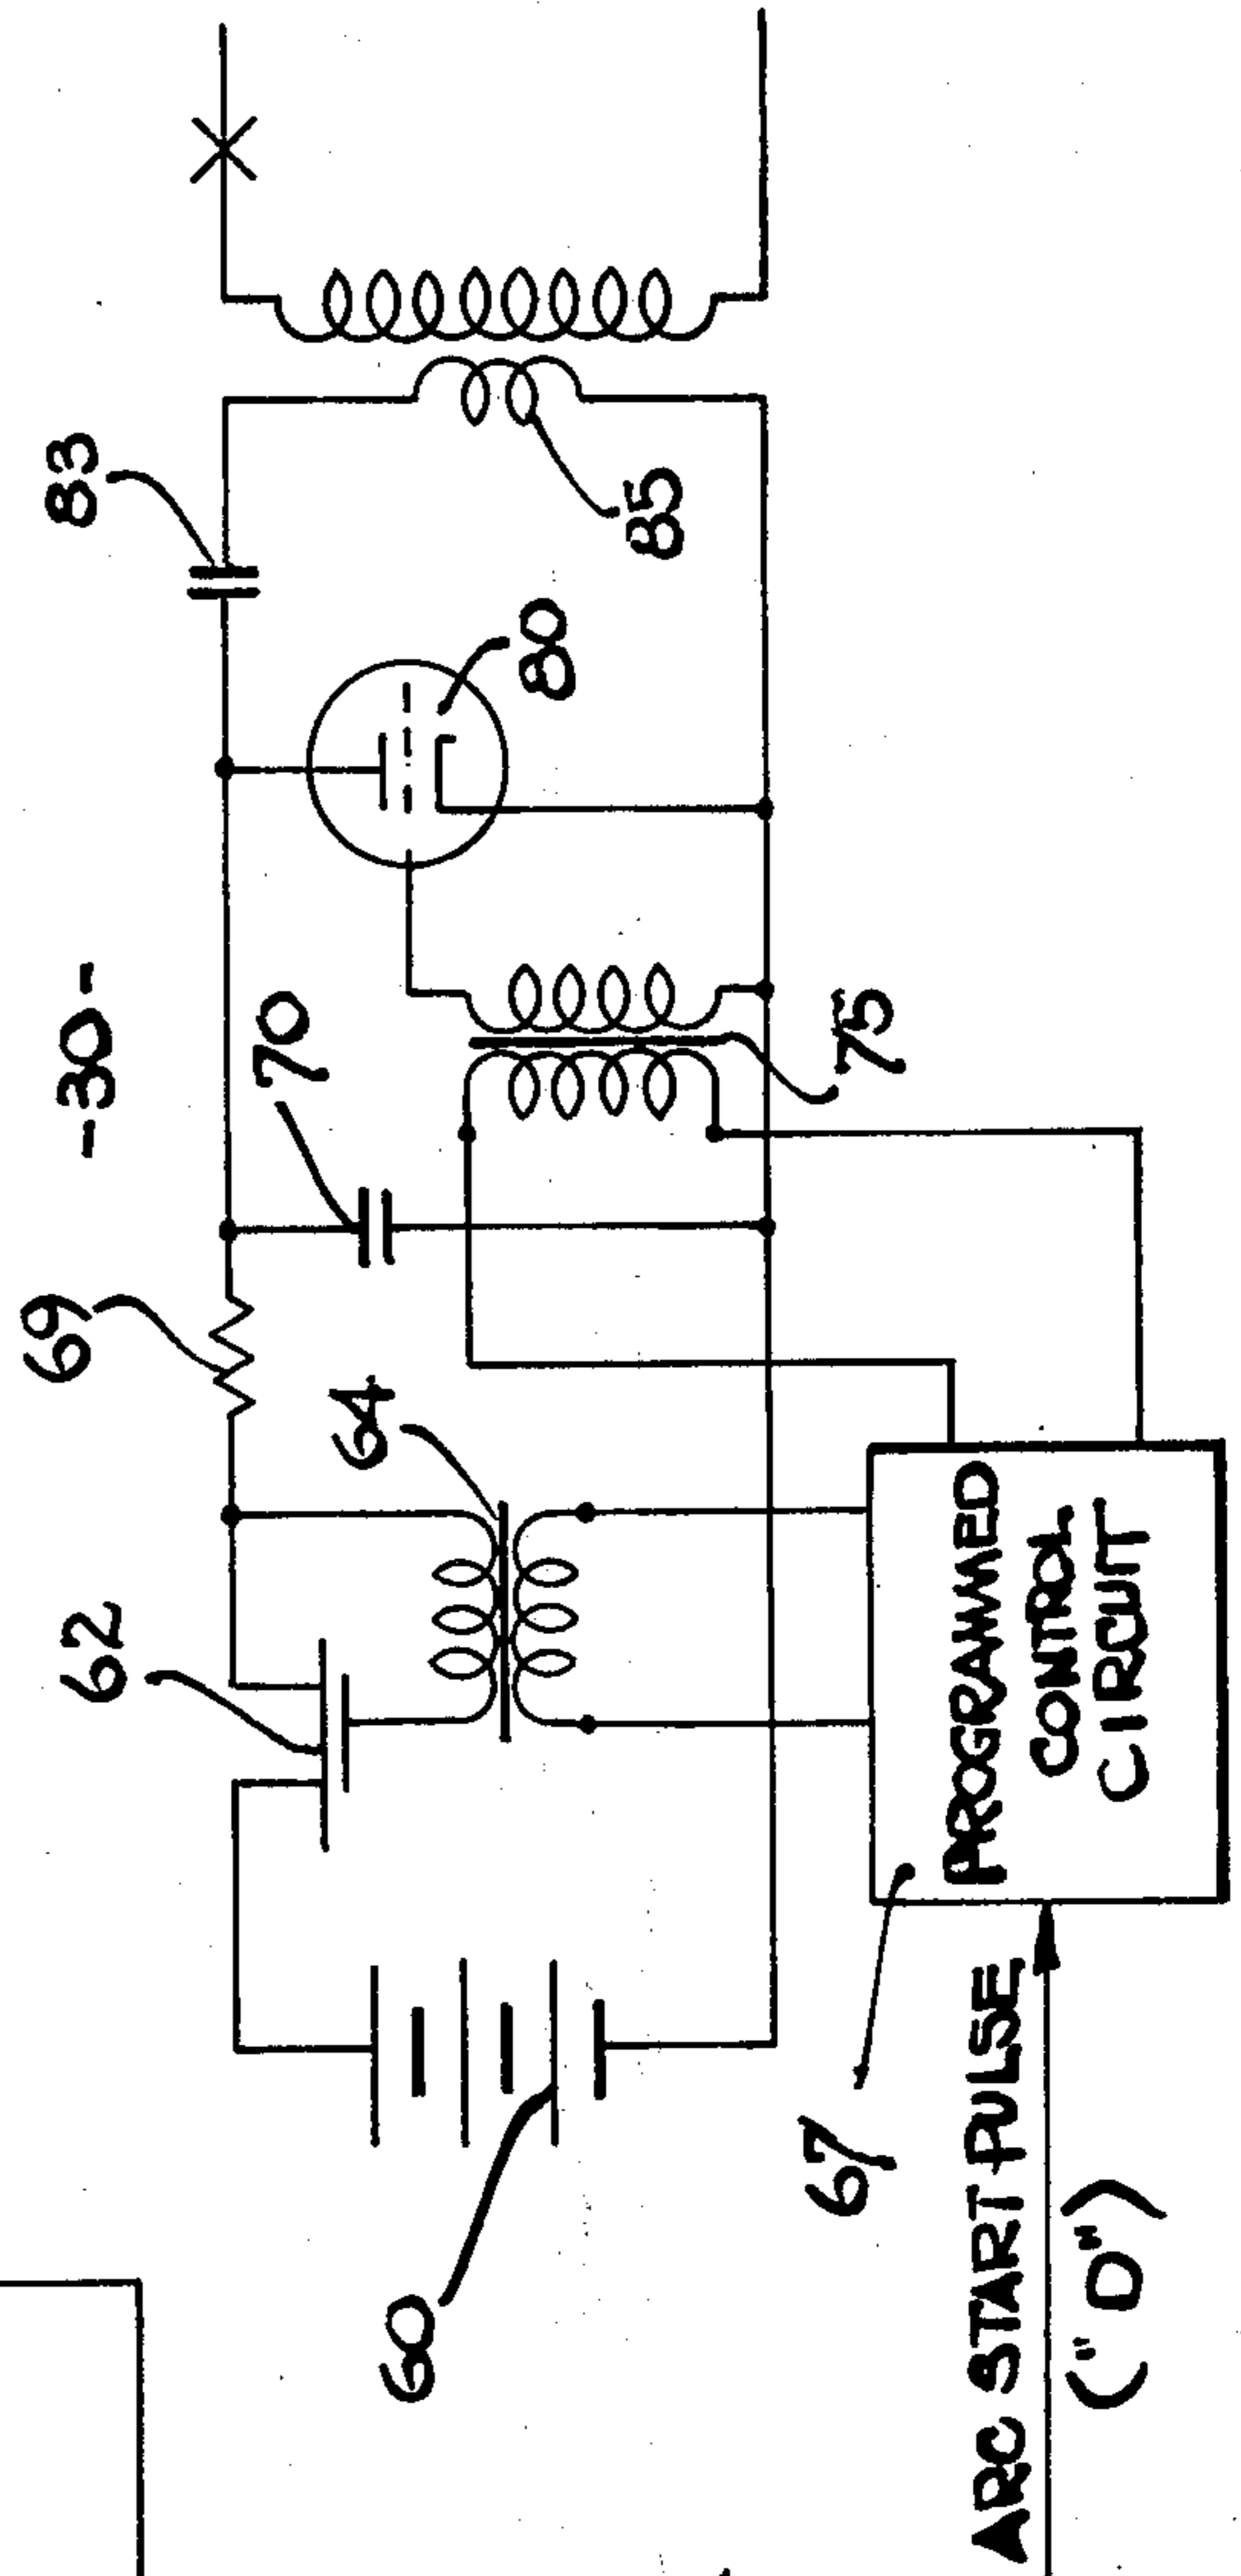 -30-
83
69
70
62
64
80
85
75
60
67
PROGRAMMED
CONTROL
CIRCUIT
ARC START PULSE
("D")